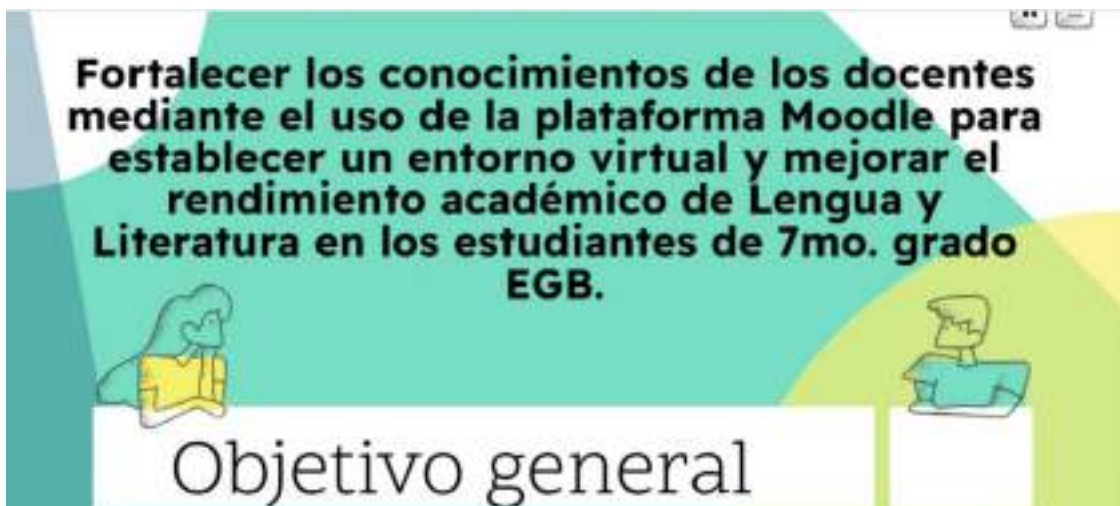 Fortalecer los conocimientos de los docentes
mediante el uso de la plataforma Moodle para
establecer un entorno virtual y mejorar el
rendimiento académico de Lengua y
Literatura en los estudiantes de 7mo. grado
EGB.
Objetivo general